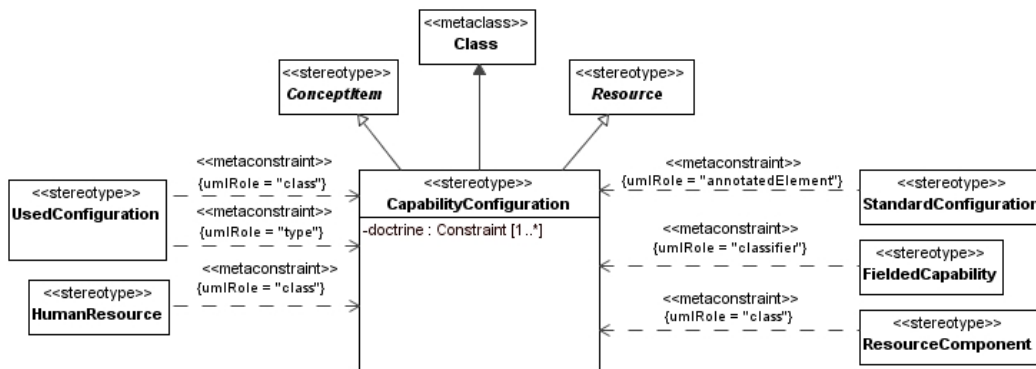 <<metaclass>>
Class
<<stereotype>>
ConceptItem
<<stereotype>>
Resource
<<metaconstraint>>
{umlRole = "class"}
<<stereotype>>
UsedConfiguration
<<metaconstraint>>
{umlRole = "type"}
<<metaconstraint>>
{umlRole = "class"}
<<stereotype>>
HumanResource
<<stereotype>>
CapabilityConfiguration
-doctrine : Constraint [1..*]
<<metaconstraint>>
{umlRole = "annotatedElement"}
<<stereotype>>
StandardConfiguration
<<metaconstraint>>
{umlRole = "classifier"}
<<stereotype>>
FieldedCapability
<<metaconstraint>>
{umlRole = "class"}
<<stereotype>>
ResourceComponent